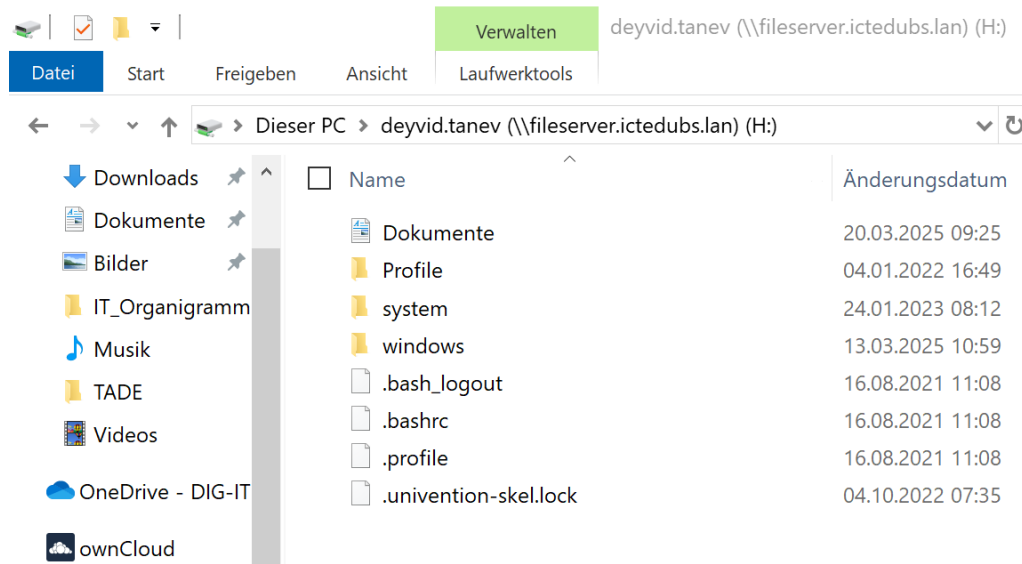 Verwalten
deyvid.tanev (\\fileserver.ictedubs.lan) (H:)
Datei Start Freigeben Ansicht Laufwerktools
Dieser PC deyvid.tanev (\\fileserver.ictedubs.lan) (H:)
Downloads
Dokumente
Bilder
IT_Organigramm
Musik
TADE
Videos
OneDrive - DIG-IT
ownCloud
Name Änderungsdatum
Dokumente 20.03.2025 09:25
Profile 04.01.2022 16:49
system 24.01.2023 08:12
windows 13.03.2025 10:59
.bash_logout 16.08.2021 11:08
.bashrc 16.08.2021 11:08
.profile 16.08.2021 11:08
.univention-skel.lock 04.10.2022 07:35